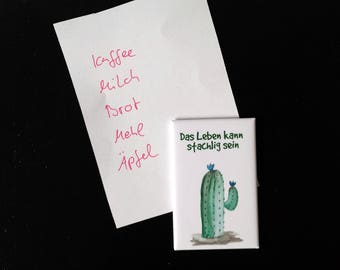 Kaffee
Milch
Brot
Mehl
Äpfel
Das Leben kann
stachlig sein